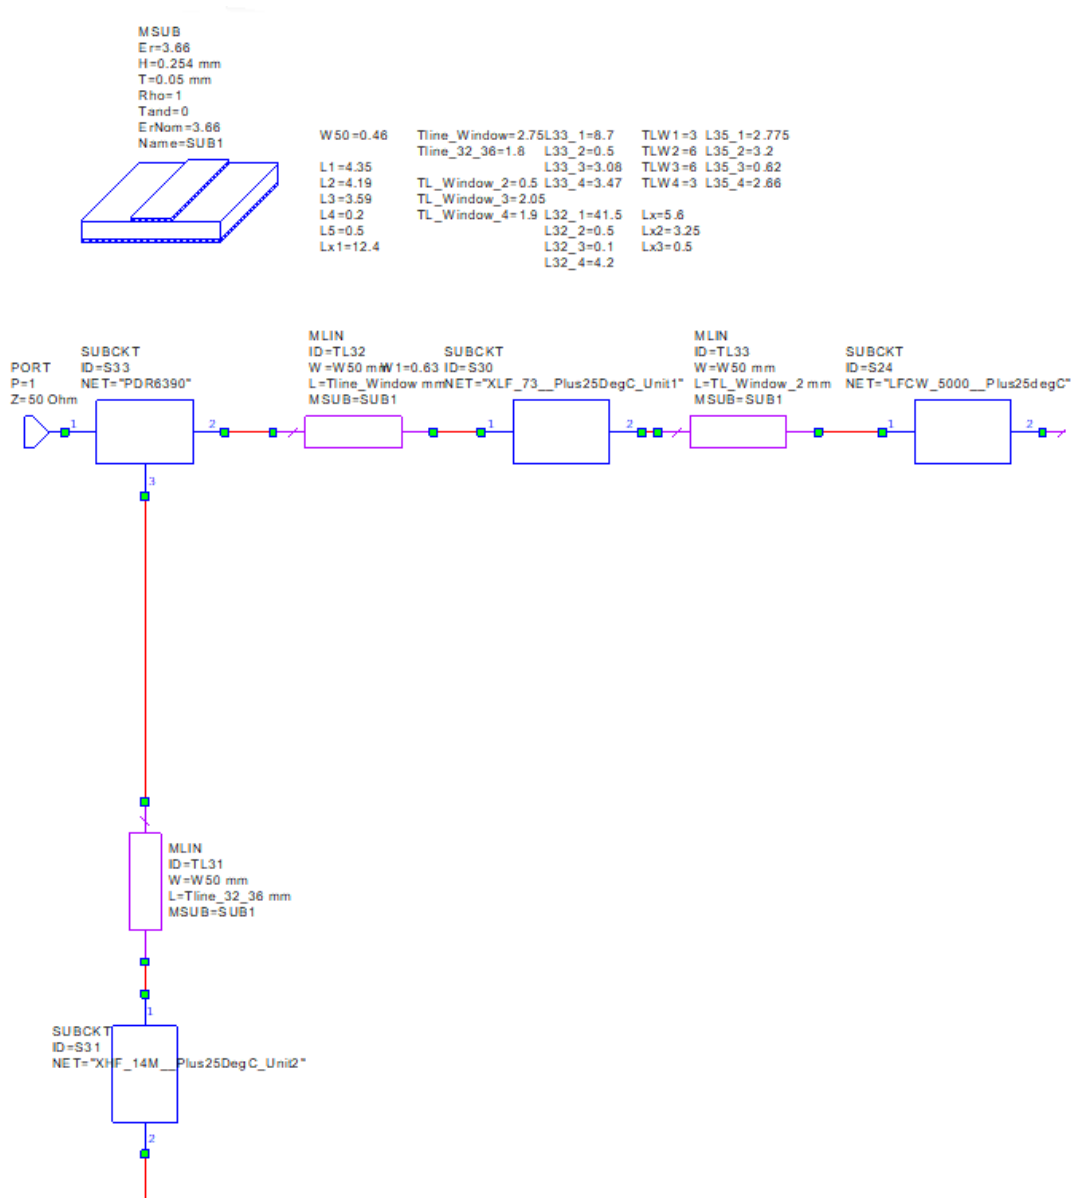 MSUB
Er=3.66
H=0.254 mm
T=0.05 mm
Rho=1
Tand=0
ErNom=3.66
Name=SUB1
W50=0.46
L1=4.35
L2=4.19
L3=3.59
L4=0.2
L5=0.5
Lx1=12.4
Tline_Window=2.75
Tline_32_36=1.8
TL_Window_2=0.5
TL_Window_3=2.05
TL_Window_4=1.9
L33_1=8.7
L33_2=0.5
L33_3=3.08
L33_4=3.47
L32_1=41.5
L32_2=0.5
L32_3=0.1
L32_4=4.2
TLW1=3
TLW2=6
TLW3=6
TLW4=3
Lx=5.6
Lx2=3.25
Lx3=0.5
L35_1=2.775
L35_2=3.2
L35_3=0.62
L35_4=2.66
PORT
P=1
Z=50 Ohm
1
SUBCKT
ID=S33
NET="PDR6390"
2
3
MLIN
ID=TL32
W=W50 mm
L=Tline_Window mm
MSUB=SUB1
W1=0.63
SUBCKT
ID=S30
NET="XLF_73__Plus25DegC_Unit1"
1
2
MLIN
ID=TL33
W=W50 mm
L=TL_Window_2 mm
MSUB=SUB1
SUBCKT
ID=S24
NET="LFCW_5000__Plus25degC"
1
2
MLIN
ID=TL31
W=W50 mm
L=Tline_32_36 mm
MSUB=SUB1
1
SUBCKT
ID=S31
NET="XHF_14M__Plus25DegC_Unit2"
2